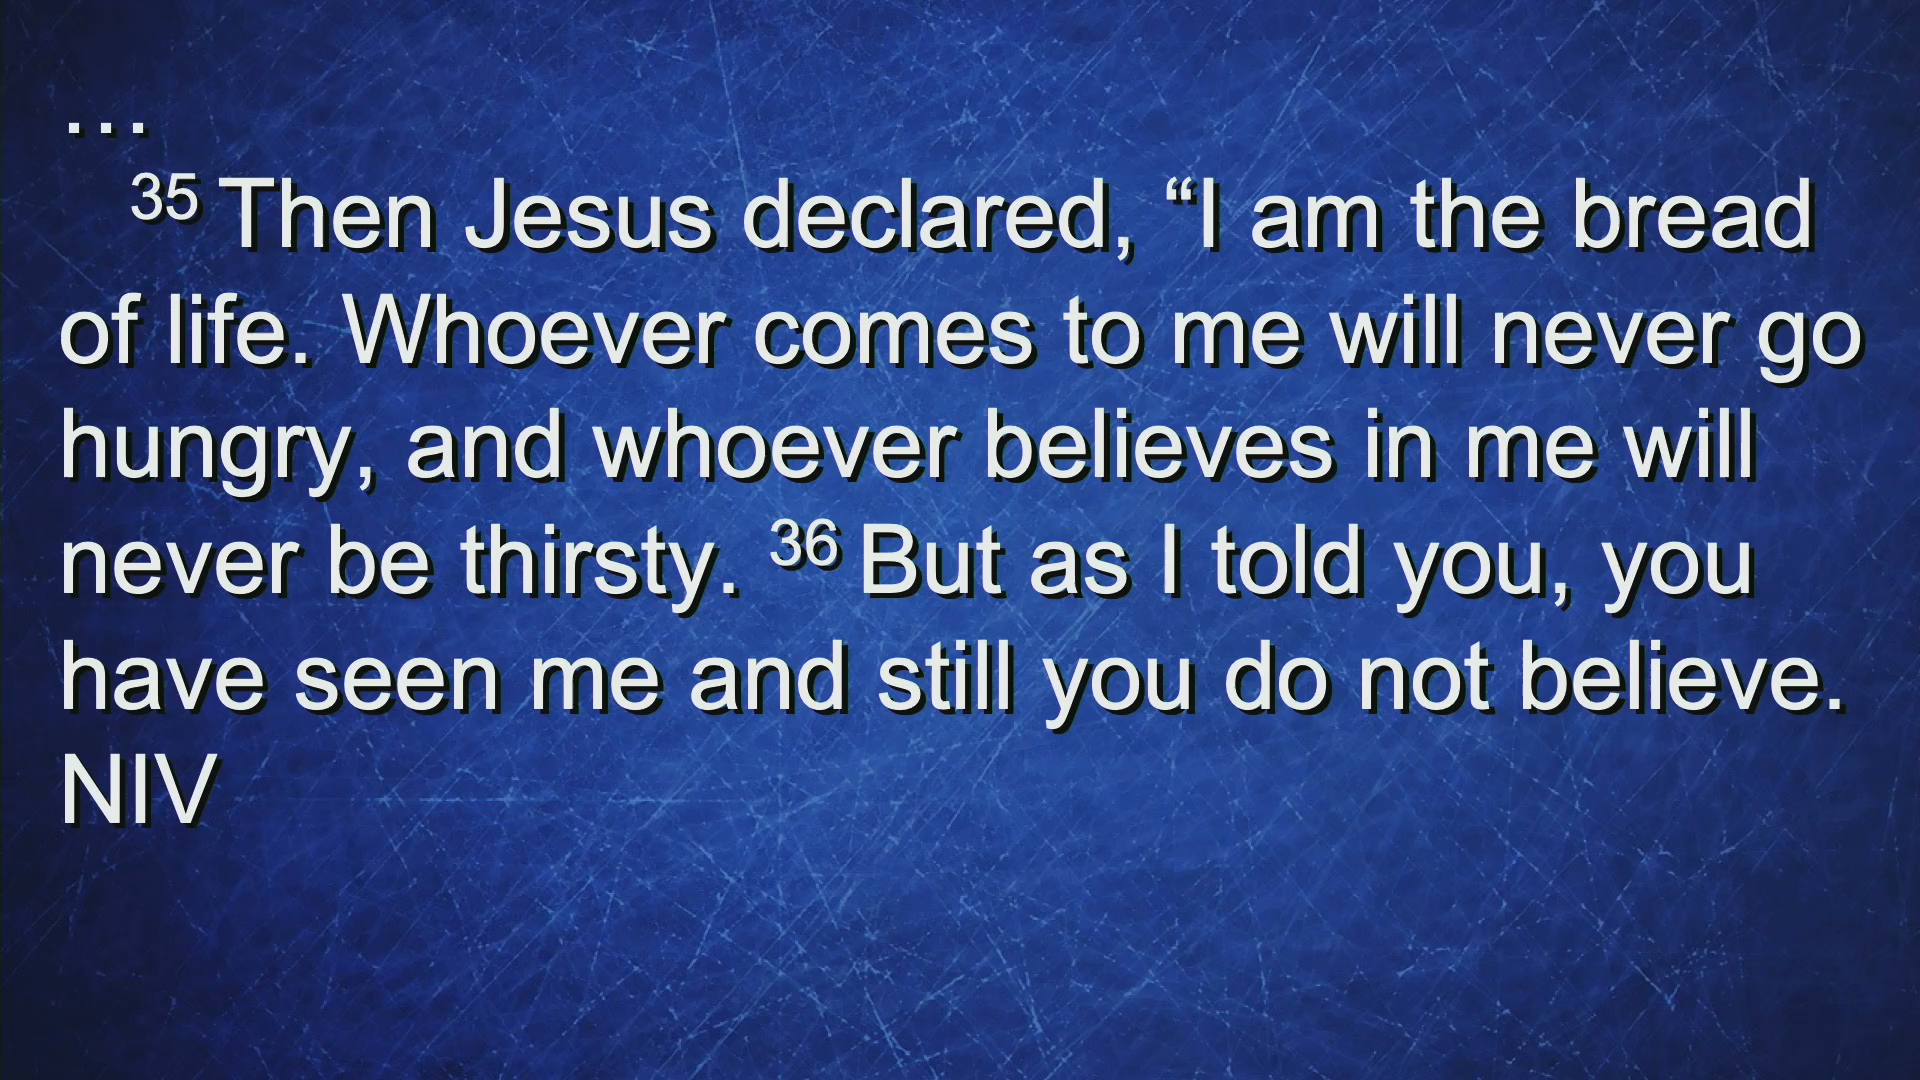 ...
35 Then Jesus declared, “I am the bread
of life. Whoever comes to me will never go
hungry, and whoever believes in me will
never be thirsty. 36 But as I told you, you
have seen me and still you do not believe.
NIV